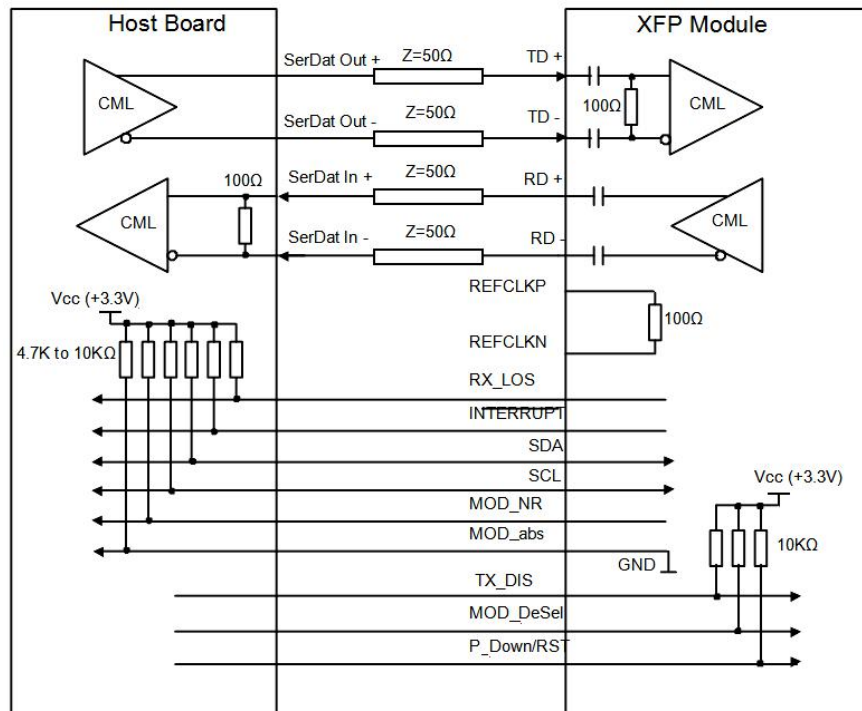 Host Board
XFP Module
SerDat Out +
Z=50Ω
TD +
CML
100Ω
CML
SerDat Out -
Z=50Ω
TD -
SerDat In +
Z=50Ω
RD +
100Ω
CML
CML
SerDat In -
Z=50Ω
RD -
REFCLKP
Vcc (+3.3V)
100Ω
4.7K to 10KΩ
REFCLKN
RX_LOS
INTERRUPT
SDA
SCL
Vcc (+3.3V)
MOD_NR
MOD_abs
10KΩ
GND
TX_DIS
MOD_DeSel
P_Down/RST